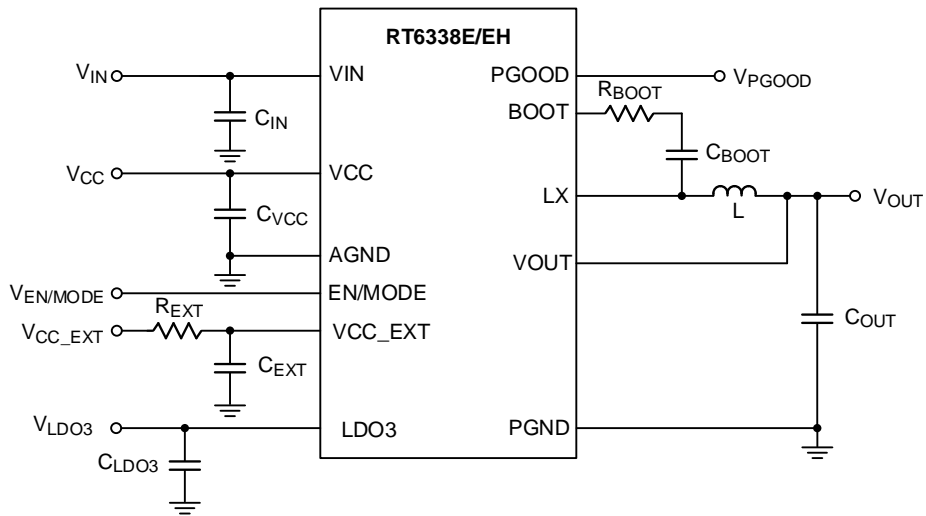 RT6338E/EH
VIN
VIN
PGOOD
VPGOOD
RBOOT
BOOT
CIN
CBOOT
VCC
VCC
LX
VOUT
L
CVCC
AGND
VOUT
VEN/MODE
EN/MODE
REXT
VCC_EXT
VCC_EXT
COUT
CEXT
VLDO3
LDO3
PGND
CLDO3